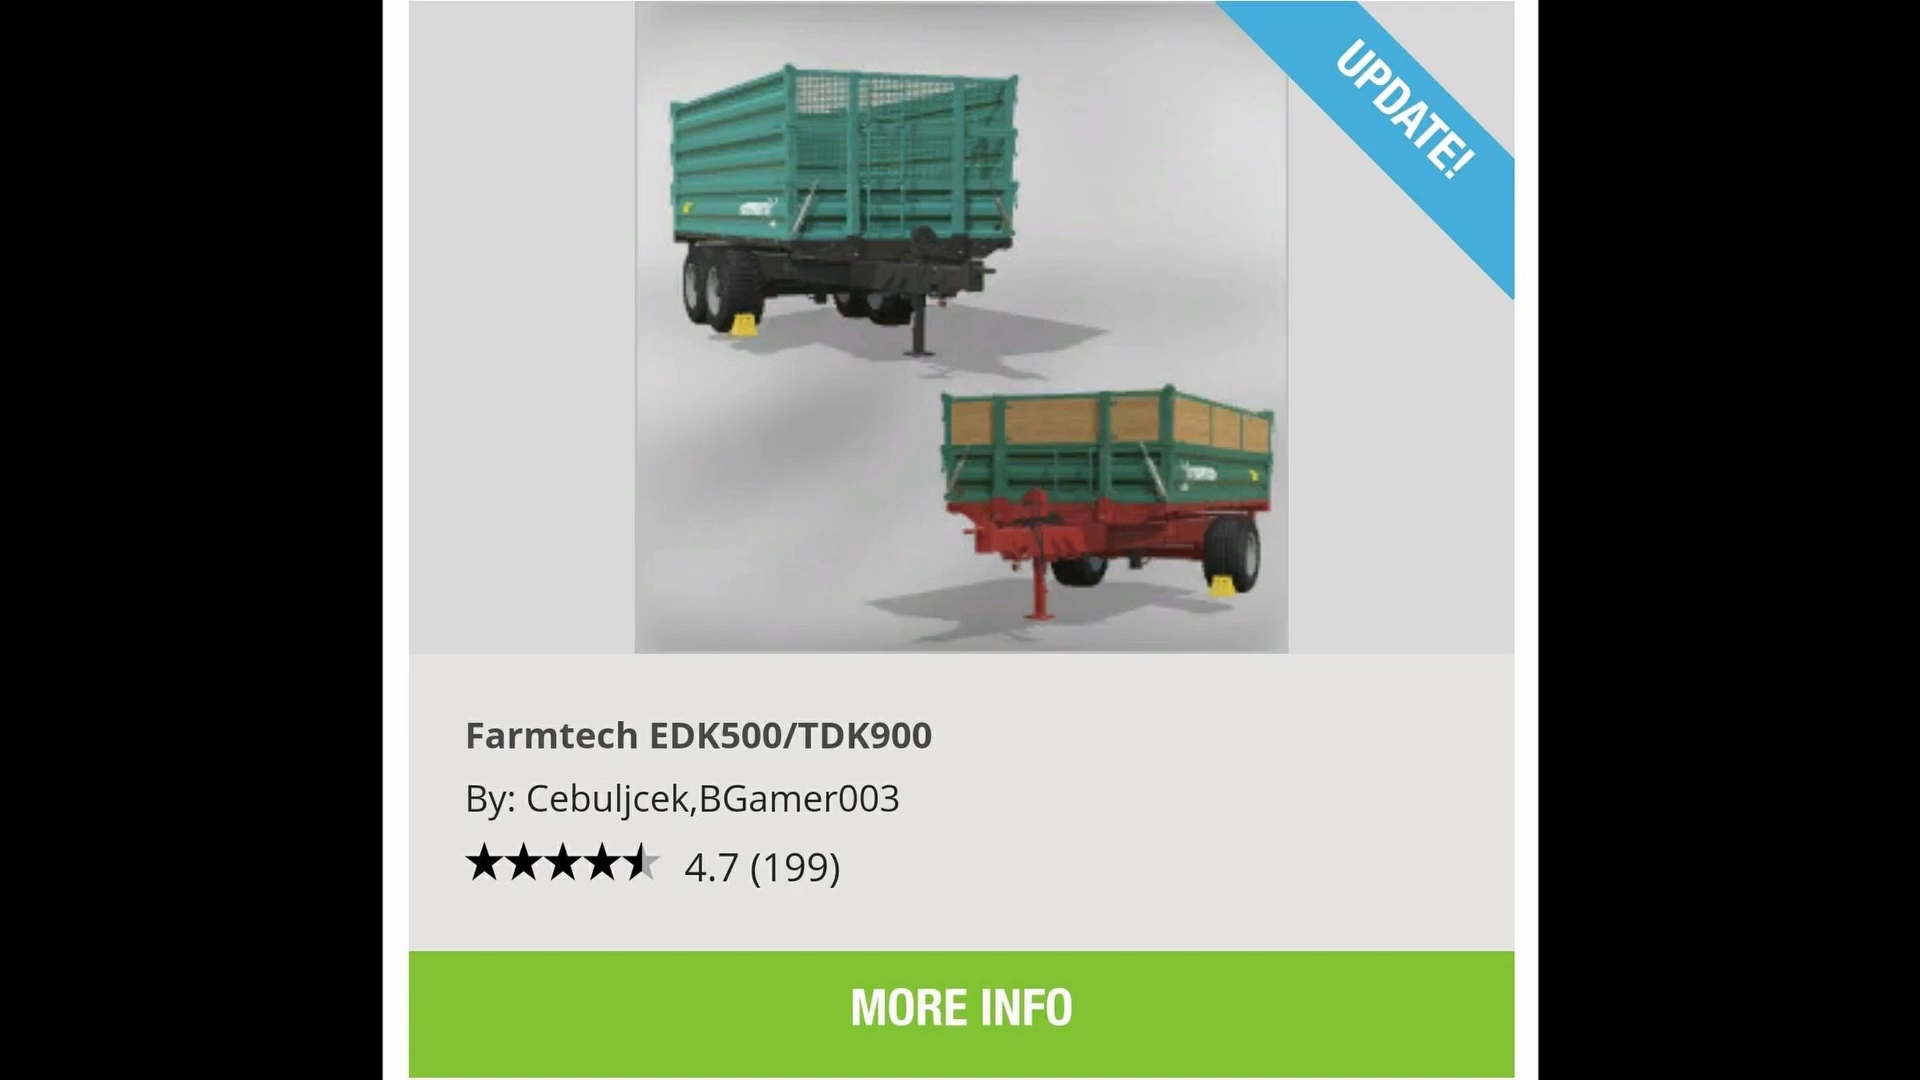 UPDATE!
Farmtech EDK500/TDK900
By: Cebuljcek,BGamer003
4.7 (199)
MORE INFO